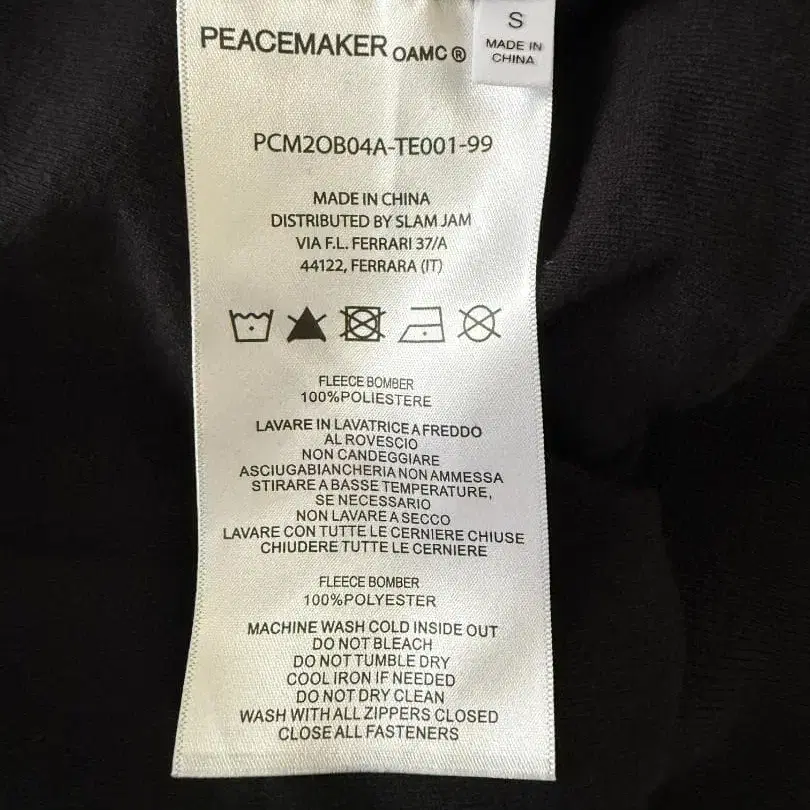 PEACEMAKER OAMC ®
S
MADE IN
CHINA
PCM2OB04A-TE001-99
MADE IN CHINA
DISTRIBUTED BY SLAM JAM
VIA F.L. FERRARI 37/A
44122, FERRARA (IT)
FLEECE BOMBER
100%POLIESTERE
LAVARE IN LAVATRICE A FREDDO
AL ROVESCIO
NON CANDEGGIARE
ASCIUGABIANCHERIA NON AMMESSA
STIRARE A BASSE TEMPERATURE,
SE NECESSARIO
NON LAVARE A SECCO
LAVARE CON TUTTE LE CERNIERE CHIUSE
CHIUDERE TUTTE LE CERNIERE
FLEECE BOMBER
100%POLYESTER
MACHINE WASH COLD INSIDE OUT
DO NOT BLEACH
DO NOT TUMBLE DRY
COOL IRON IF NEEDED
DO NOT DRY CLEAN
WASH WITH ALL ZIPPERS CLOSED
CLOSE ALL FASTENERS